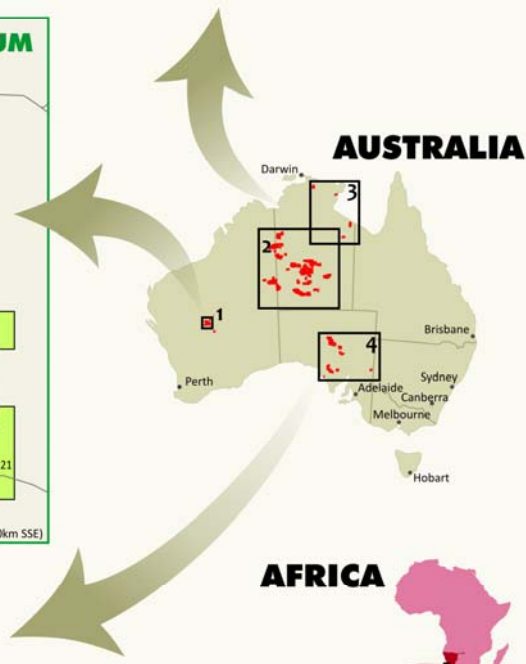 UM
AUSTRALIA
Darwin
3
2
1
4
Brisbane
Perth
Adelaide
Sydney
Canberra
Melbourne
21
Hobart
0km SSE)
AFRICA